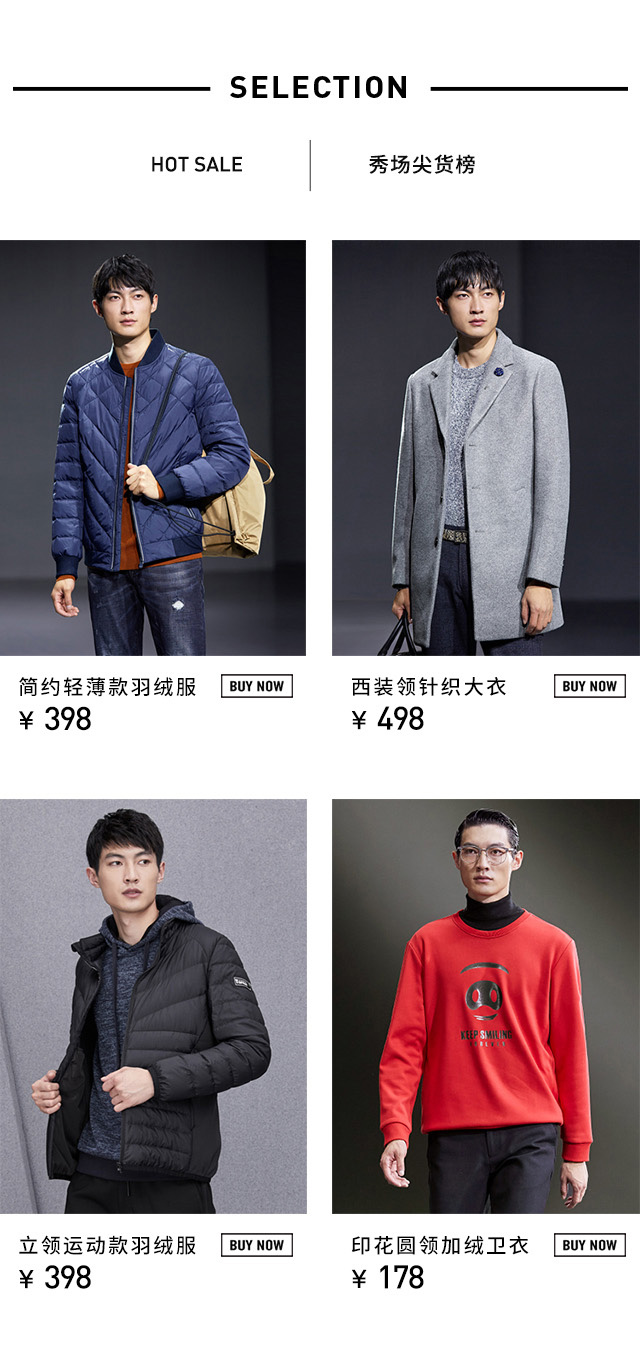 SELECTION
HOT SALE
秀场尖货榜
简约轻薄款羽绒服
BUY NOW
¥ 398
西装领针织大衣
BUY NOW
¥ 498
立领运动款羽绒服
BUY NOW
¥ 398
KEEP SMILING
印花圆领加绒卫衣
BUY NOW
¥ 178